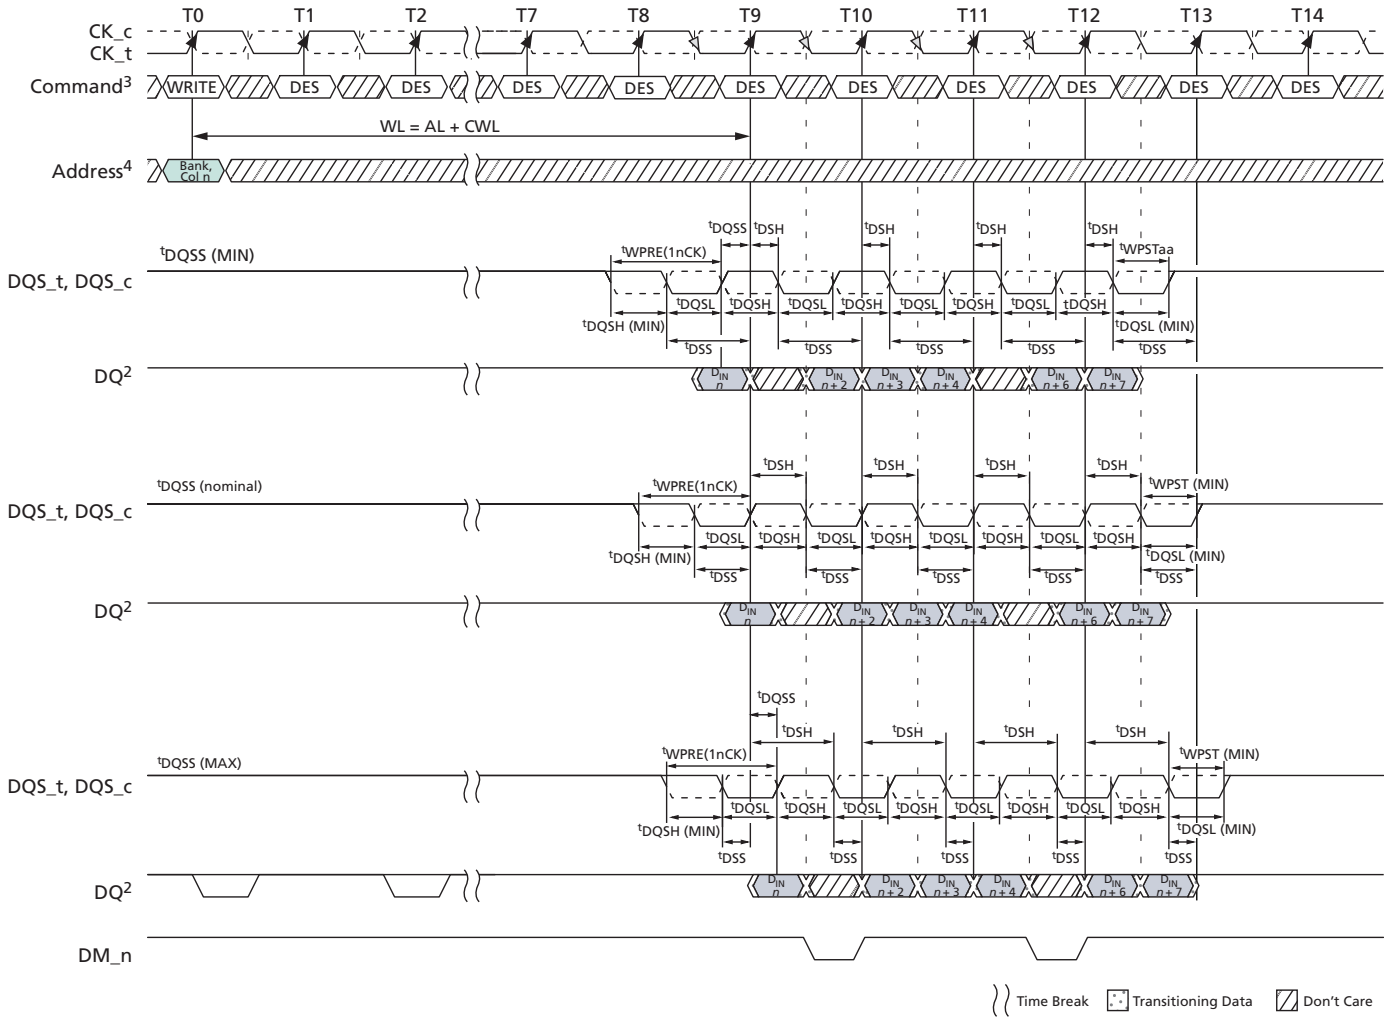 T0 T1 T2 T7 T8 T9 T10 T11 T12 T13 T14
CK_c
CK_t
Command3 WRITE DES DES DES DES DES DES DES DES DES DES
WL = AL + CWL
Address4 Bank,
Col n
tDQSS tDSH tDSH tDSH tDSH
tDQSS (MIN) tWPRE(1nCK) tWPSTaa
DQS_t, DQS_c
tDQSL tDQSH tDQSL tDQSH tDQSL tDQSH tDQSL tDQSH
tDQSH (MIN) tDQSL (MIN)
tDSS tDSS tDSS tDSS tDSS
DQ2 DIN DIN DIN DIN DIN DIN
n n + 2 n + 3 n + 4 n + 6 n + 7
tDSH tDSH tDSH tDSH
tDQSS (nominal) tWPRE(1nCK) tWPST (MIN)
DQS_t, DQS_c
tDQSL tDQSH tDQSL tDQSH tDQSL tDQSH tDQSL tDQSH
tDQSH (MIN) tDQSL (MIN)
tDSS tDSS tDSS tDSS tDSS
DQ2 DIN DIN DIN DIN DIN DIN
n n + 2 n + 3 n + 4 n + 6 n + 7
tDQSS
tDSH tDSH tDSH tDSH
tDQSS (MAX) tWPRE(1nCK) tWPST (MIN)
DQS_t, DQS_c
tDQSL tDQSH tDQSL tDQSH tDQSL tDQSH tDQSL tDQSH
tDQSH (MIN) tDQSL (MIN)
tDSS tDSS tDSS tDSS tDSS
DQ2 DIN DIN DIN DIN DIN DIN
n n + 2 n + 3 n + 4 n + 6 n + 7
DM_n
Time Break Transitioning Data Don't Care